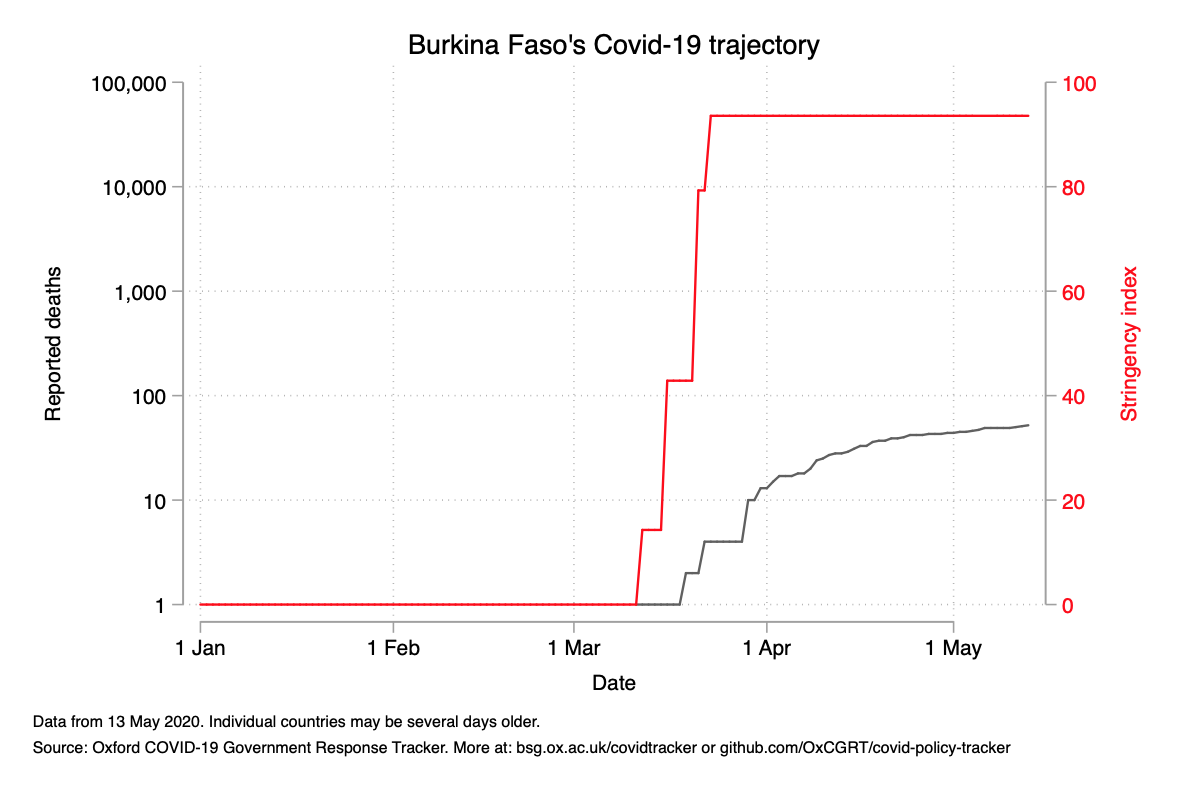 Burkina Faso's Covid-19 trajectory
100,000
10,000
1,000
100
10
1
Reported deaths
100
80
60
40
20
0
Stringency index
1 Jan
1 Feb
1 Mar
1 Apr
1 May
Date
Data from 13 May 2020. Individual countries may be several days older.
Source: Oxford COVID-19 Government Response Tracker. More at: bsg.ox.ac.uk/covidtracker or github.com/OxCGRT/covid-policy-tracker